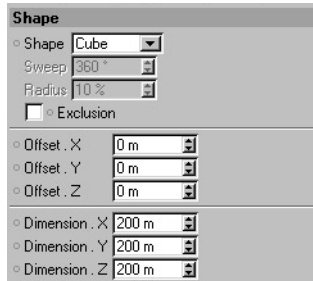 Shape
Shape Cube
Sweep 360 °
Radius 10 %
Exclusion
Offset . X 0 m
Offset . Y 0 m
Offset . Z 0 m
Dimension . X 200 m
Dimension . Y 200 m
Dimension . Z 200 m